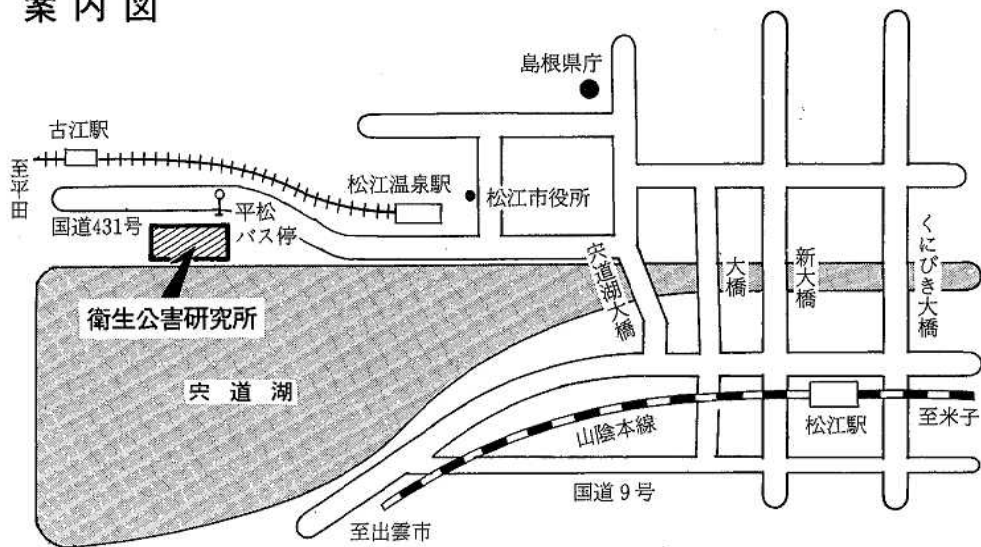 案内図
島根県庁
古江駅
至平田
松江温泉駅
松江市役所
国道431号
平松
バス停
衛生公害研究所
宍道湖大橋
大橋
新大橋
くにびき大橋
宍道湖
山陰本線
松江駅
至米子
国道9号
至出雲市